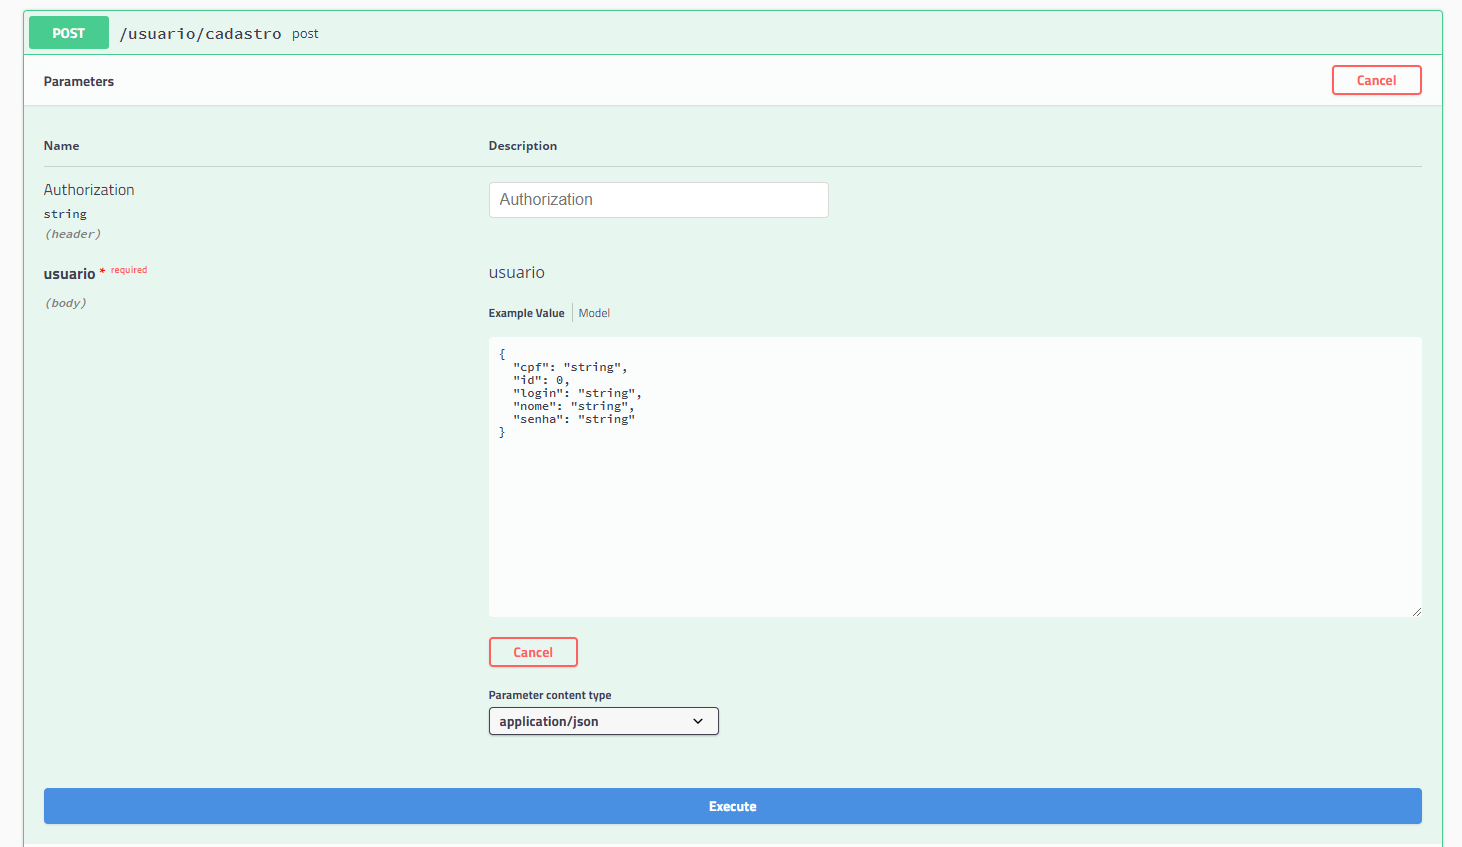 POST /usuario/cadastro post
Parameters
Cancel
Name Description
Authorization
string
(header)
Authorization
usuario * required
(body)
usuario
Example Value Model
{
  "cpf": "string",
  "id": 0,
  "login": "string",
  "nome": "string",
  "senha": "string"
}
Cancel
Parameter content type
application/json
Execute